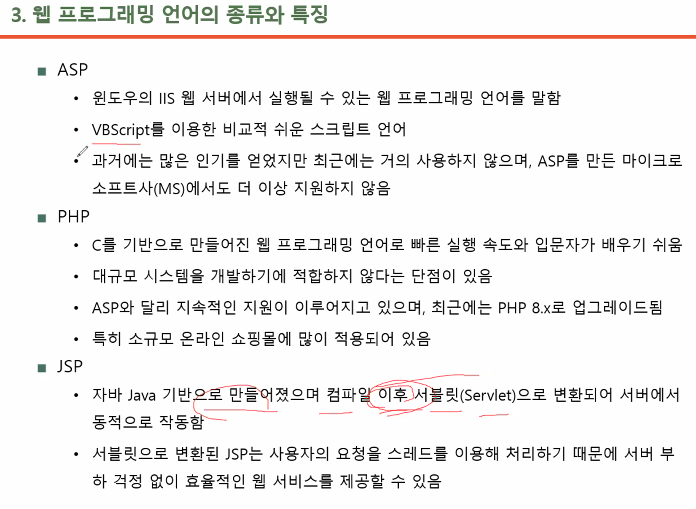 3. 웹 프로그래밍 언어의 종류와 특징
■ ASP
• 윈도우의 IIS 웹 서버에서 실행될 수 있는 웹 프로그래밍 언어를 말함
• VBScript를 이용한 비교적 쉬운 스크립트 언어
• 과거에는 많은 인기를 얻었지만 최근에는 거의 사용하지 않으며, ASP를 만든 마이크로
소프트사(MS)에서도 더 이상 지원하지 않음
■ PHP
• C를 기반으로 만들어진 웹 프로그래밍 언어로 빠른 실행 속도와 입문자가 배우기 쉬움
• 대규모 시스템을 개발하기에 적합하지 않다는 단점이 있음
• ASP와 달리 지속적인 지원이 이루어지고 있으며, 최근에는 PHP 8.x로 업그레이드됨
• 특히 소규모 온라인 쇼핑몰에 많이 적용되어 있음
■ JSP
• 자바 Java 기반으로 만들어졌으며 컴파일 이후 서블릿(Servlet)으로 변환되어 서버에서
동적으로 작동함
• 서블릿으로 변환된 JSP는 사용자의 요청을 스레드를 이용해 처리하기 때문에 서버 부
하 걱정 없이 효율적인 웹 서비스를 제공할 수 있음